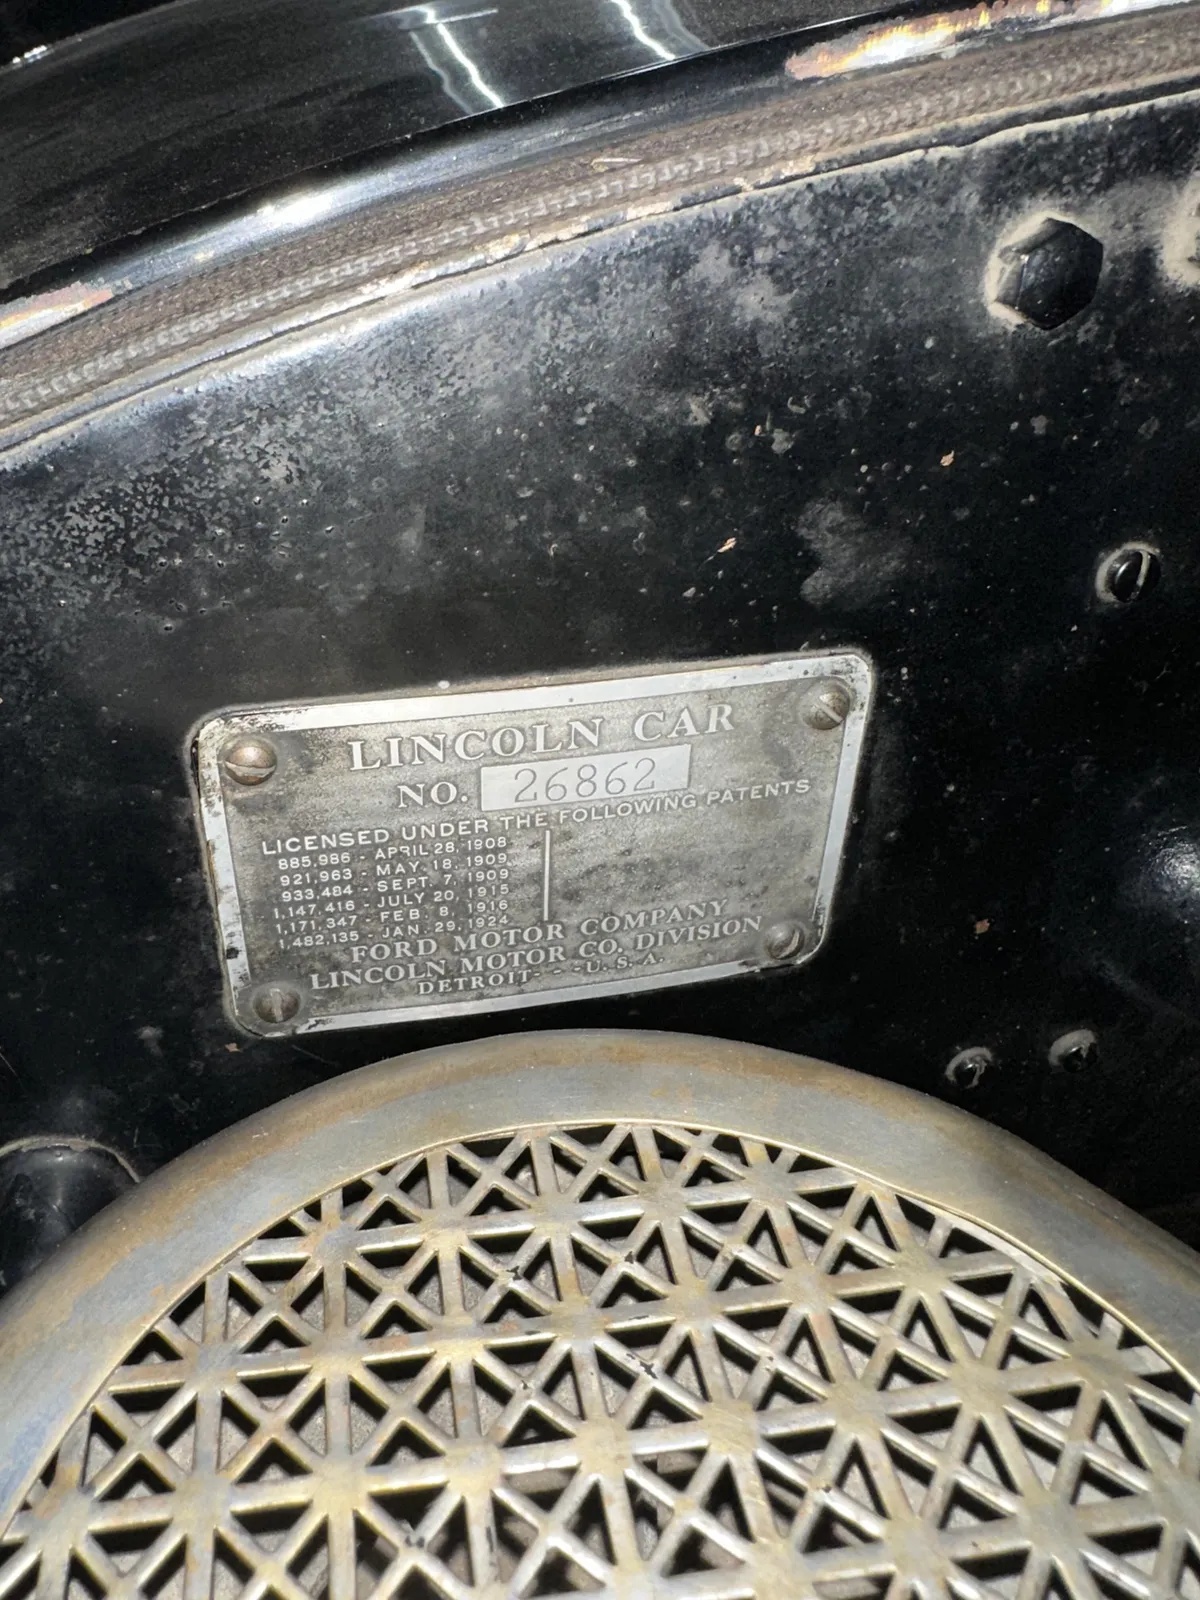 LINCOLN CAR
NO. 26862
LICENSED UNDER THE FOLLOWING PATENTS
885,986 - APRIL 28, 1908
921,963 - MAY. 18, 1909
933,484 - SEPT. 7, 1909
1,147,416 - JULY 20, 1915
1,171,347 - FEB. 8, 1916
1,482,135 - JAN. 29, 1924
FORD MOTOR COMPANY
LINCOLN MOTOR CO. DIVISION
DETROIT - - - U. S. A.